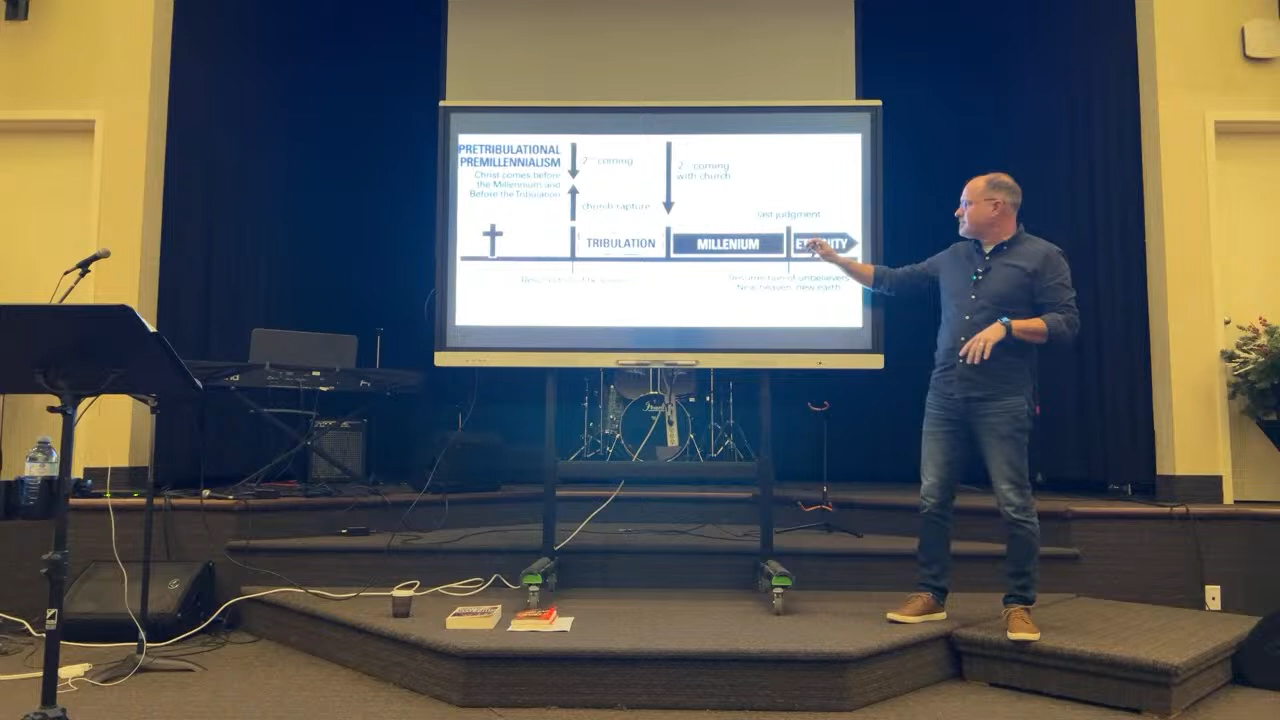 PRETRIBULATIONAL
PREMILLENNIALISM
Christ comes before
the Millennium and
Before the Tribulation
2nd coming
church rapture
2nd coming
with church
last judgment
TRIBULATION
MILLENIUM
Resurrection of unbelievers
New heaven, new earth